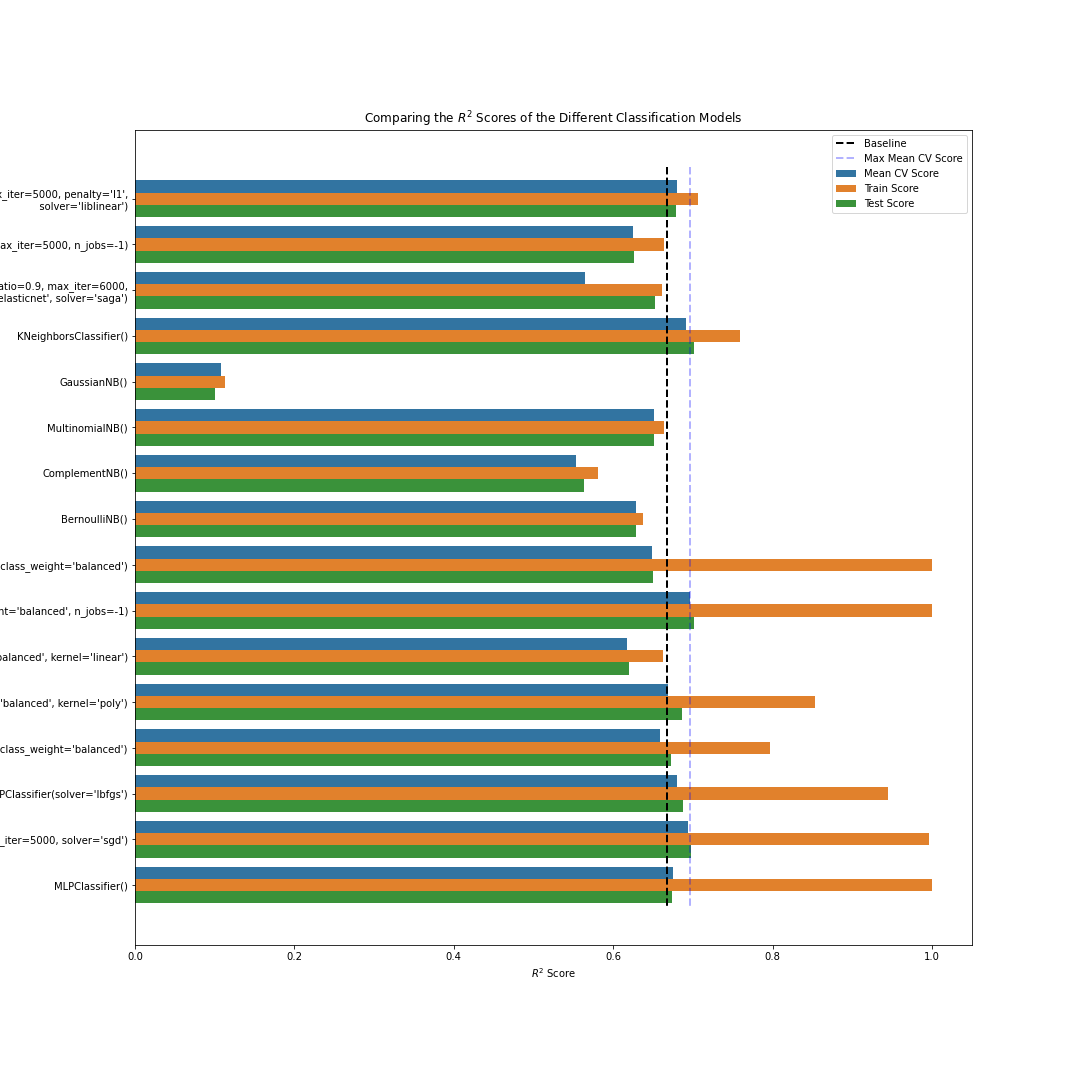 Comparing the R² Scores of the Different Classification Models
Baseline
Max Mean CV Score
Mean CV Score
Train Score
Test Score
_iter=5000, penalty='l1',
solver='liblinear')
ax_iter=5000, n_jobs=-1)
atio=0.9, max_iter=6000,
elasticnet', solver='saga')
KNeighborsClassifier()
GaussianNB()
MultinomialNB()
ComplementNB()
BernoulliNB()
class_weight='balanced')
nt='balanced', n_jobs=-1)
balanced', kernel='linear')
'balanced', kernel='poly')
class_weight='balanced')
PClassifier(solver='lbfgs')
_iter=5000, solver='sgd')
MLPClassifier()
0.0 0.2 0.4 0.6 0.8 1.0
R² Score